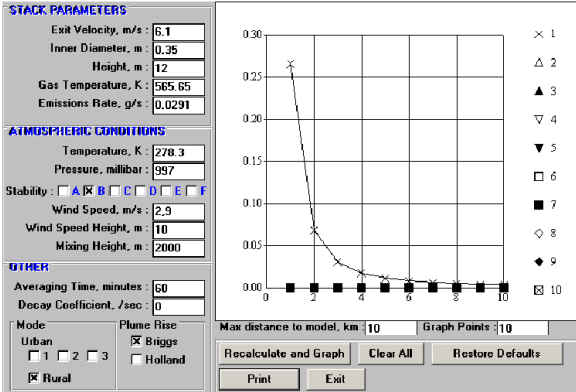 STACK PARAMETERS
Exit Velocity, m/s : 6.1
Inner Diameter, m : 0.35
Height, m : 12
Gas Temperature, K : 565.65
Emissions Rate, g/s : 0.0291
ATMOSPHERIC CONDITIONS
Temperature, K : 278.3
Pressure, millibar : 997
Stability : A B C D E F
Wind Speed, m/s : 2,9
Wind Speed Height, m : 10
Mixing Height, m : 2000
OTHER
Averaging Time, minutes : 60
Decay Coefficient, /sec : 0
Mode
Urban
1 2 3
Rural
Plume Rise
Briggs
Holland
0.30
0.25
0.20
0.15
0.10
0.05
0.00
0 2 4 6 8 10
1
2
3
4
5
6
7
8
9
10
Max distance to model, km : 10 Graph Points : 10
Recalculate and Graph Clear All Restore Defaults
Print Exit